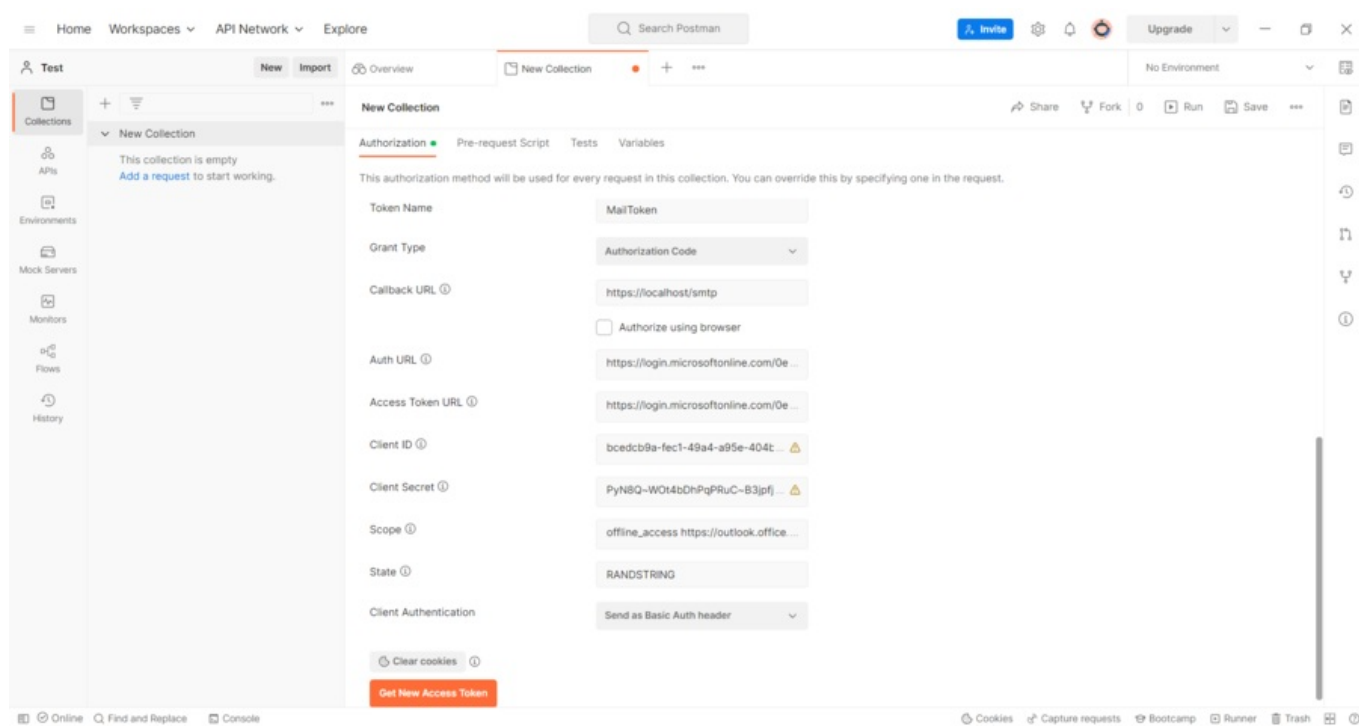 Home Workspaces API Network Explore Search Postman Invite Upgrade
Test New Import Overview New Collection No Environment
Collections
APIs
Environments
Mock Servers
Monitors
Flows
History
New Collection
This collection is empty
Add a request to start working.
New Collection Share Fork 0 Run Save
Authorization Pre-request Script Tests Variables
This authorization method will be used for every request in this collection. You can override this by specifying one in the request.
Token Name MailToken
Grant Type Authorization Code
Callback URL https://localhost/smtp
Authorize using browser
Auth URL https://login.microsoftonline.com/0e...
Access Token URL https://login.microsoftonline.com/0e...
Client ID bcedcb9a-fec1-49a4-a95e-404b...
Client Secret PyN8Q~WOt4bDhPqPRuC~B3jpfj...
Scope offline_access https://outlook.office...
State RANDSTRING
Client Authentication Send as Basic Auth header
Clear cookies
Get New Access Token
Online Find and Replace Console Cookies Capture requests Bootcamp Runner Trash